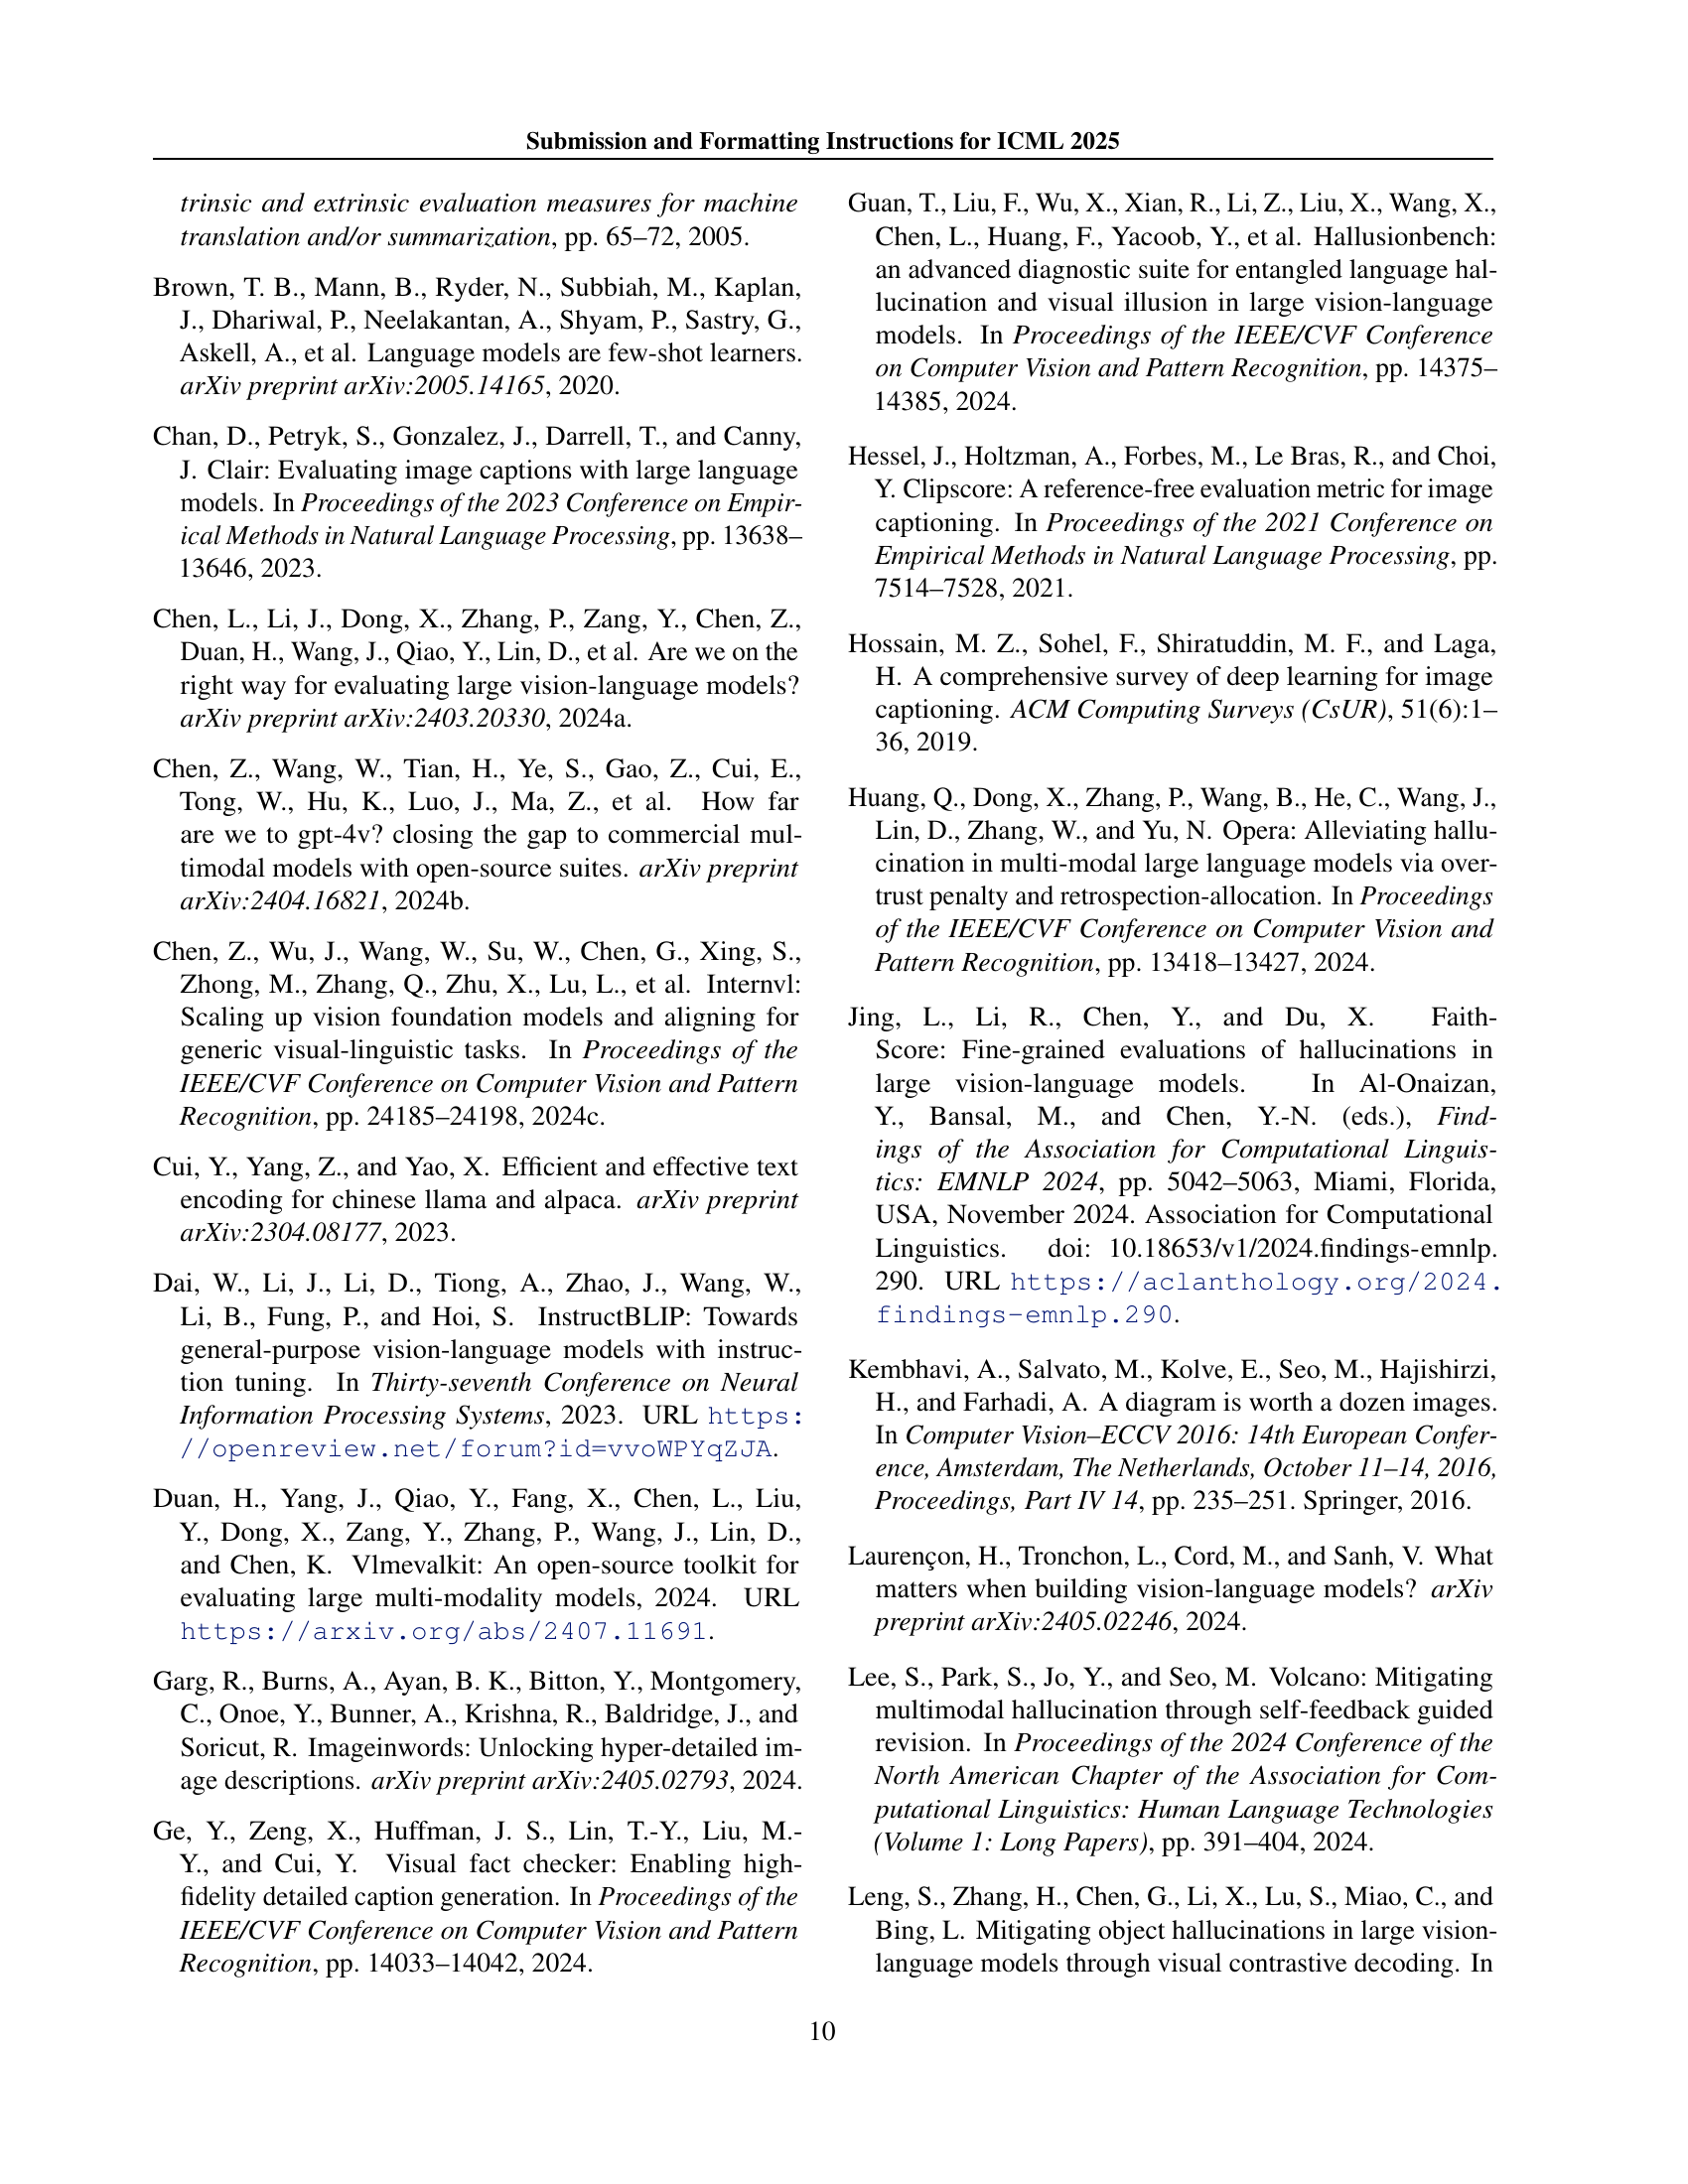 Submission and Formatting Instructions for ICML 2025
trinsic and extrinsic evaluation measures for machine
translation and/or summarization, pp. 65–72, 2005.
Brown, T. B., Mann, B., Ryder, N., Subbiah, M., Kaplan,
J., Dhariwal, P., Neelakantan, A., Shyam, P., Sastry, G.,
Askell, A., et al. Language models are few-shot learners.
arXiv preprint arXiv:2005.14165, 2020.
Chan, D., Petryk, S., Gonzalez, J., Darrell, T., and Canny,
J. Clair: Evaluating image captions with large language
models. In Proceedings of the 2023 Conference on Empir-
ical Methods in Natural Language Processing, pp. 13638–
13646, 2023.
Chen, L., Li, J., Dong, X., Zhang, P., Zang, Y., Chen, Z.,
Duan, H., Wang, J., Qiao, Y., Lin, D., et al. Are we on the
right way for evaluating large vision-language models?
arXiv preprint arXiv:2403.20330, 2024a.
Chen, Z., Wang, W., Tian, H., Ye, S., Gao, Z., Cui, E.,
Tong, W., Hu, K., Luo, J., Ma, Z., et al. How far
are we to gpt-4v? closing the gap to commercial mul-
timodal models with open-source suites. arXiv preprint
arXiv:2404.16821, 2024b.
Chen, Z., Wu, J., Wang, W., Su, W., Chen, G., Xing, S.,
Zhong, M., Zhang, Q., Zhu, X., Lu, L., et al. Internvl:
Scaling up vision foundation models and aligning for
generic visual-linguistic tasks. In Proceedings of the
IEEE/CVF Conference on Computer Vision and Pattern
Recognition, pp. 24185–24198, 2024c.
Cui, Y., Yang, Z., and Yao, X. Efficient and effective text
encoding for chinese llama and alpaca. arXiv preprint
arXiv:2304.08177, 2023.
Dai, W., Li, J., Li, D., Tiong, A., Zhao, J., Wang, W.,
Li, B., Fung, P., and Hoi, S. InstructBLIP: Towards
general-purpose vision-language models with instruc-
tion tuning. In Thirty-seventh Conference on Neural
Information Processing Systems, 2023. URL https:
//openreview.net/forum?id=vvoWPYqZJA.
Duan, H., Yang, J., Qiao, Y., Fang, X., Chen, L., Liu,
Y., Dong, X., Zang, Y., Zhang, P., Wang, J., Lin, D.,
and Chen, K. Vlmevalkit: An open-source toolkit for
evaluating large multi-modality models, 2024. URL
https://arxiv.org/abs/2407.11691.
Garg, R., Burns, A., Ayan, B. K., Bitton, Y., Montgomery,
C., Onoe, Y., Bunner, A., Krishna, R., Baldridge, J., and
Soricut, R. Imageinwords: Unlocking hyper-detailed im-
age descriptions. arXiv preprint arXiv:2405.02793, 2024.
Ge, Y., Zeng, X., Huffman, J. S., Lin, T.-Y., Liu, M.-
Y., and Cui, Y. Visual fact checker: Enabling high-
fidelity detailed caption generation. In Proceedings of the
IEEE/CVF Conference on Computer Vision and Pattern
Recognition, pp. 14033–14042, 2024.
Guan, T., Liu, F., Wu, X., Xian, R., Li, Z., Liu, X., Wang, X.,
Chen, L., Huang, F., Yacoob, Y., et al. Hallusionbench:
an advanced diagnostic suite for entangled language hal-
lucination and visual illusion in large vision-language
models. In Proceedings of the IEEE/CVF Conference
on Computer Vision and Pattern Recognition, pp. 14375–
14385, 2024.
Hessel, J., Holtzman, A., Forbes, M., Le Bras, R., and Choi,
Y. Clipscore: A reference-free evaluation metric for image
captioning. In Proceedings of the 2021 Conference on
Empirical Methods in Natural Language Processing, pp.
7514–7528, 2021.
Hossain, M. Z., Sohel, F., Shiratuddin, M. F., and Laga,
H. A comprehensive survey of deep learning for image
captioning. ACM Computing Surveys (CsUR), 51(6):1–
36, 2019.
Huang, Q., Dong, X., Zhang, P., Wang, B., He, C., Wang, J.,
Lin, D., Zhang, W., and Yu, N. Opera: Alleviating hallu-
cination in multi-modal large language models via over-
trust penalty and retrospection-allocation. In Proceedings
of the IEEE/CVF Conference on Computer Vision and
Pattern Recognition, pp. 13418–13427, 2024.
Jing, L., Li, R., Chen, Y., and Du, X. Faith-
Score: Fine-grained evaluations of hallucinations in
large vision-language models. In Al-Onaizan,
Y., Bansal, M., and Chen, Y.-N. (eds.), Find-
ings of the Association for Computational Linguis-
tics: EMNLP 2024, pp. 5042–5063, Miami, Florida,
USA, November 2024. Association for Computational
Linguistics. doi: 10.18653/v1/2024.findings-emnlp.
290. URL https://aclanthology.org/2024.
findings-emnlp.290.
Kembhavi, A., Salvato, M., Kolve, E., Seo, M., Hajishirzi,
H., and Farhadi, A. A diagram is worth a dozen images.
In Computer Vision–ECCV 2016: 14th European Confer-
ence, Amsterdam, The Netherlands, October 11–14, 2016,
Proceedings, Part IV 14, pp. 235–251. Springer, 2016.
Laurençon, H., Tronchon, L., Cord, M., and Sanh, V. What
matters when building vision-language models? arXiv
preprint arXiv:2405.02246, 2024.
Lee, S., Park, S., Jo, Y., and Seo, M. Volcano: Mitigating
multimodal hallucination through self-feedback guided
revision. In Proceedings of the 2024 Conference of the
North American Chapter of the Association for Com-
putational Linguistics: Human Language Technologies
(Volume 1: Long Papers), pp. 391–404, 2024.
Leng, S., Zhang, H., Chen, G., Li, X., Lu, S., Miao, C., and
Bing, L. Mitigating object hallucinations in large vision-
language models through visual contrastive decoding. In
10